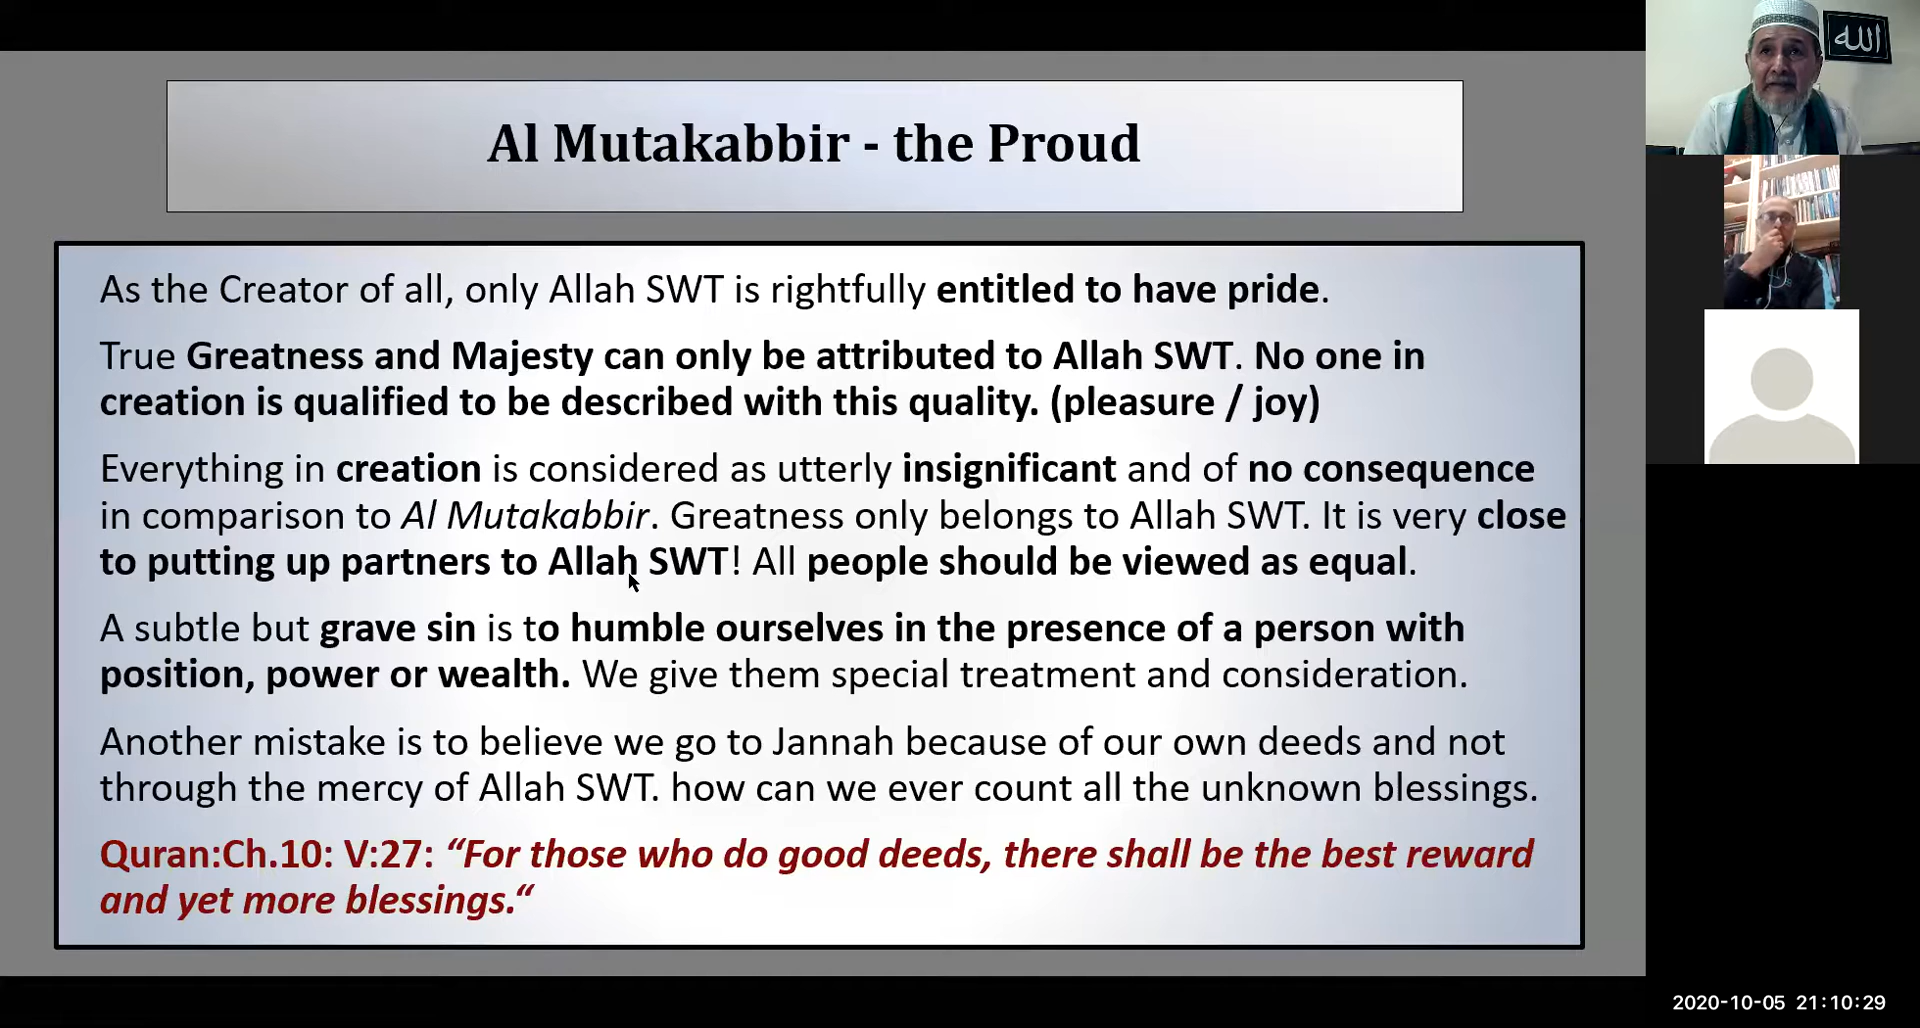 Al Mutakabbir - the Proud
As the Creator of all, only Allah SWT is rightfully entitled to have pride.
True Greatness and Majesty can only be attributed to Allah SWT. No one in
creation is qualified to be described with this quality. (pleasure / joy)
Everything in creation is considered as utterly insignificant and of no consequence
in comparison to Al Mutakabbir. Greatness only belongs to Allah SWT. It is very close
to putting up partners to Allah SWT! All people should be viewed as equal.
A subtle but grave sin is to humble ourselves in the presence of a person with
position, power or wealth. We give them special treatment and consideration.
Another mistake is to believe we go to Jannah because of our own deeds and not
through the mercy of Allah SWT. how can we ever count all the unknown blessings.
Quran:Ch.10: V:27: “For those who do good deeds, there shall be the best reward
and yet more blessings.“
الله
2020-10-05 21:10:29